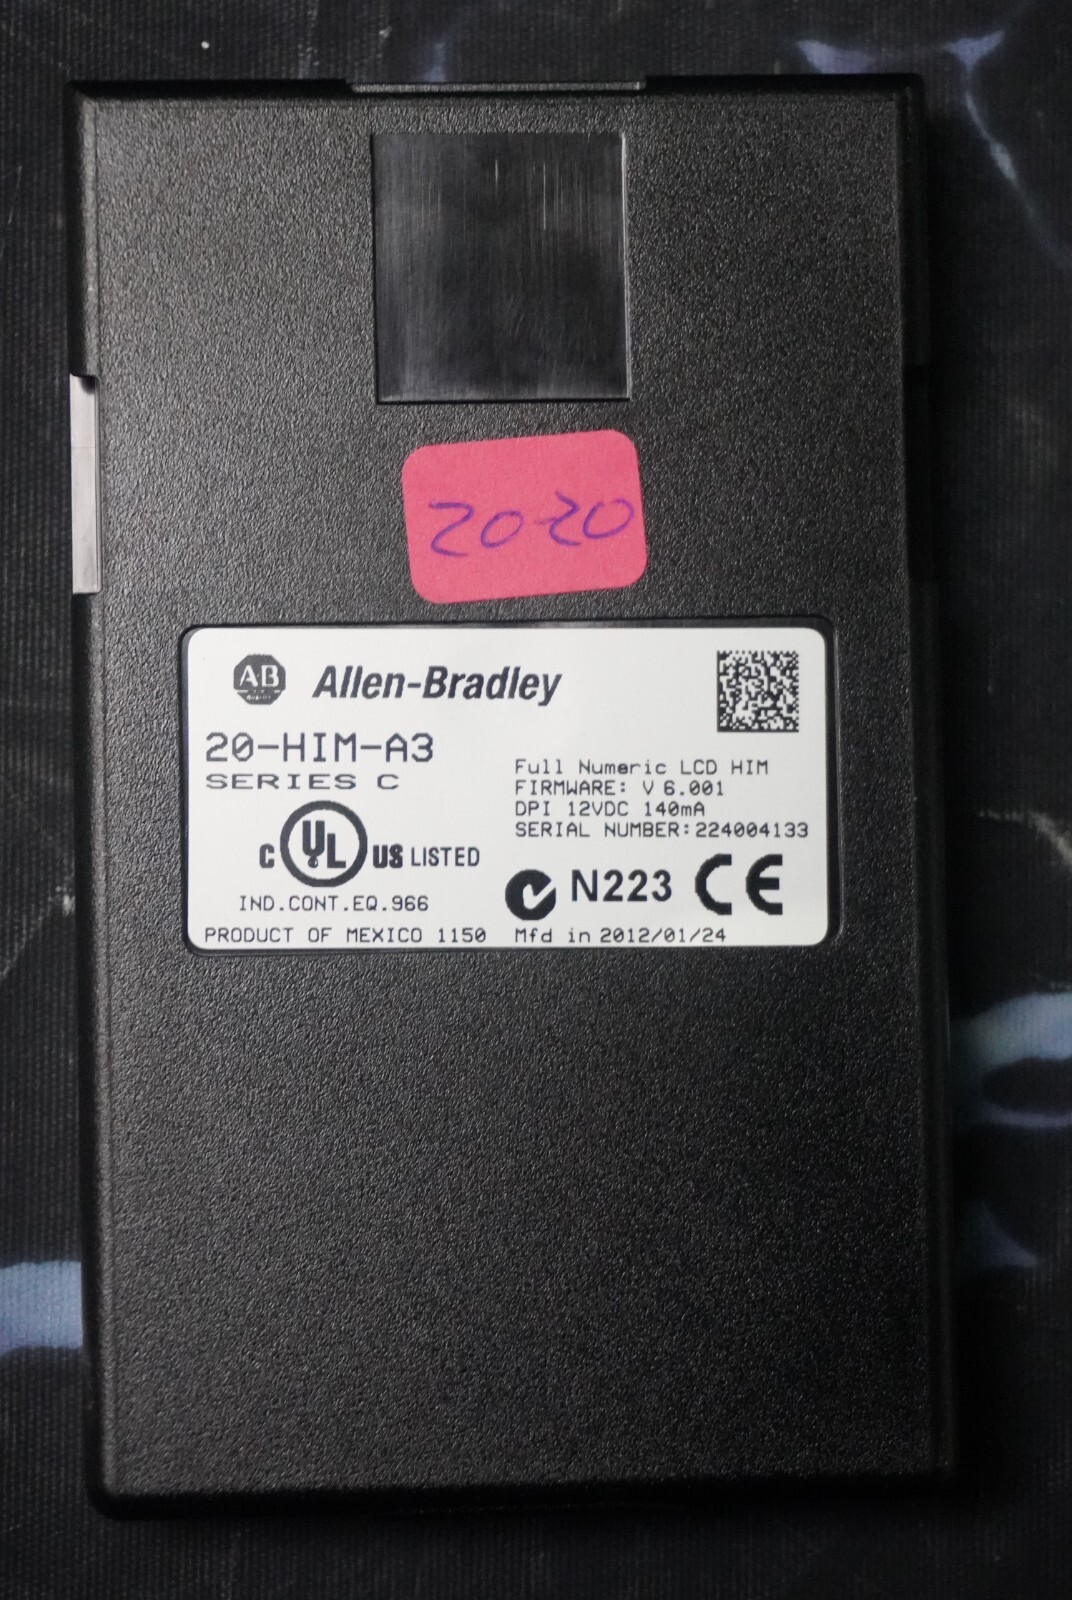 2020
AB
Allen-Bradley
20-HIM-A3
SERIES C
Full Numeric LCD HIM
FIRMWARE: V 6.001
DPI 12VDC 140mA
SERIAL NUMBER:224004133
C UL US LISTED
IND.CONT.EQ.966
N223 CE
PRODUCT OF MEXICO 1150
Mfd in 2012/01/24